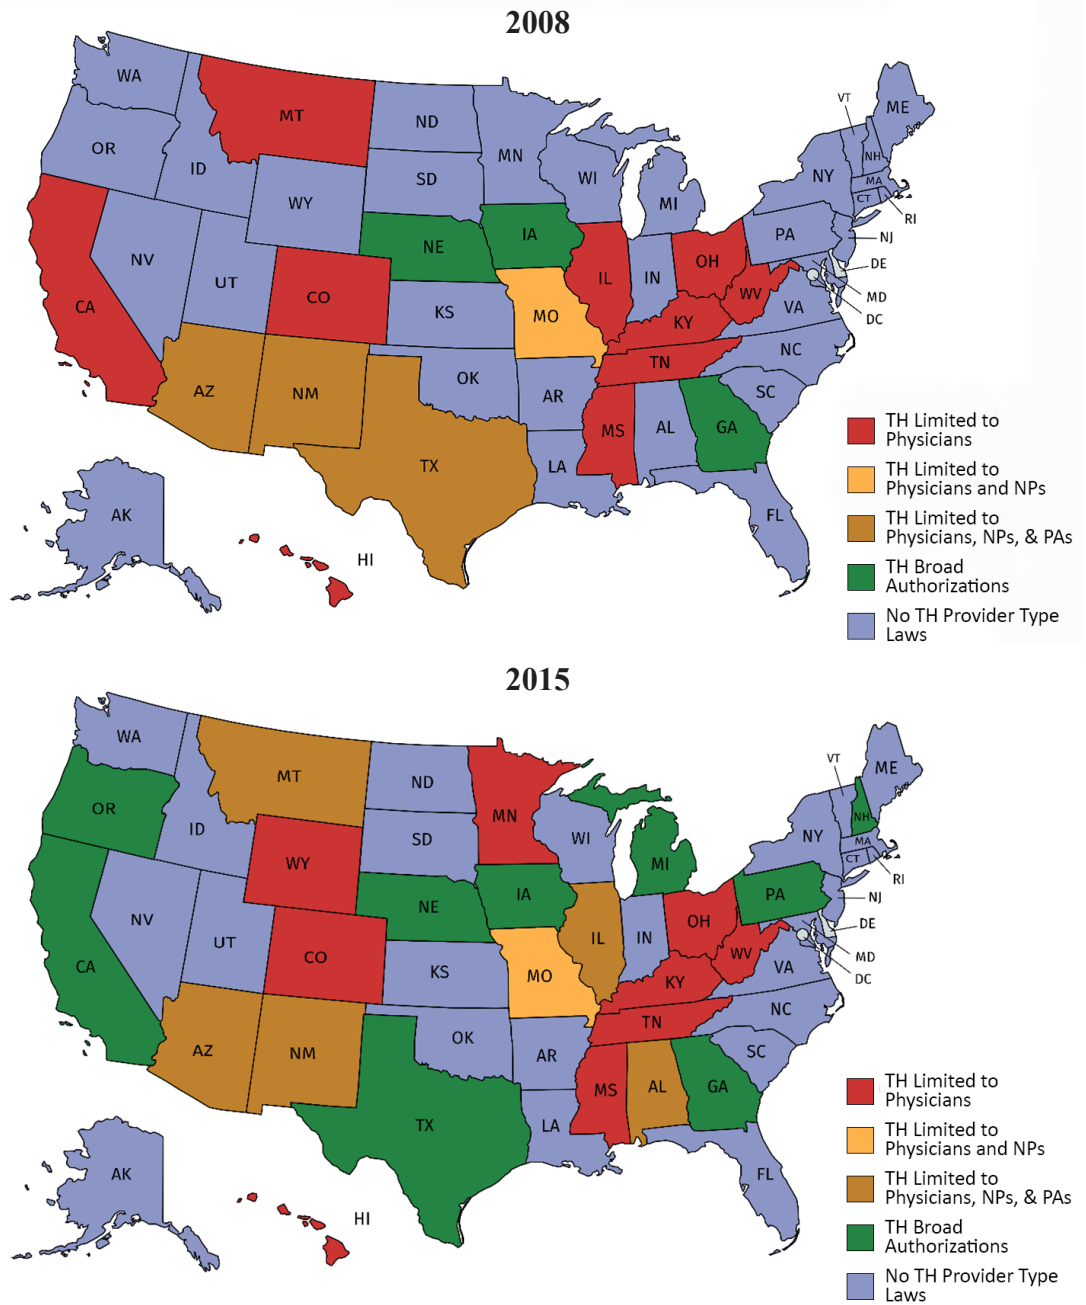 2008
WA
MT
ND
MN
VT
ME
OR
ID
SD
WI
MI
NY
NH
MA
CT
RI
WY
NV
UT
CO
NE
IA
IL
IN
OH
PA
NJ
DE
MD
DC
CA
KS
MO
KY
WV
VA
AZ
NM
OK
AR
TN
NC
SC
TX
LA
MS
AL
GA
FL
AK
HI
TH Limited to
Physicians
TH Limited to
Physicians and NPs
TH Limited to
Physicians, NPs, & PAs
TH Broad
Authorizations
No TH Provider Type
Laws
2015
WA
MT
ND
MN
VT
ME
OR
ID
SD
WI
MI
NY
NH
MA
CT
RI
WY
NV
UT
CO
NE
IA
IL
IN
OH
PA
NJ
DE
MD
DC
CA
KS
MO
KY
WV
VA
AZ
NM
OK
AR
TN
NC
SC
TX
LA
MS
AL
GA
FL
AK
HI
TH Limited to
Physicians
TH Limited to
Physicians and NPs
TH Limited to
Physicians, NPs, & PAs
TH Broad
Authorizations
No TH Provider Type
Laws